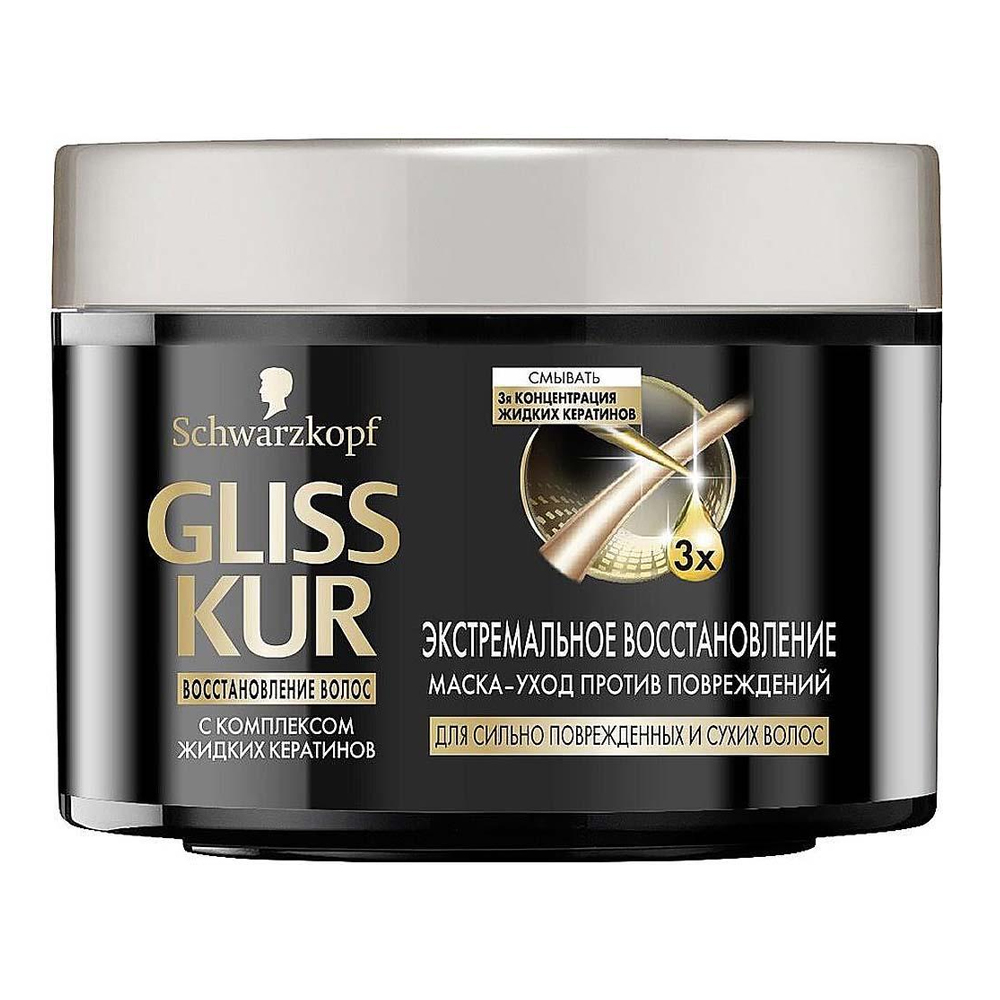 Schwarzkopf
GLISS
KUR
ВОССТАНОВЛЕНИЕ ВОЛОС
С КОМПЛЕКСОМ
ЖИДКИХ КЕРАТИНОВ
СМЫВАТЬ
3я КОНЦЕНТРАЦИЯ
ЖИДКИХ КЕРАТИНОВ
3x
ЭКСТРЕМАЛЬНОЕ ВОССТАНОВЛЕНИЕ
МАСКА-УХОД ПРОТИВ ПОВРЕЖДЕНИЙ
ДЛЯ СИЛЬНО ПОВРЕЖДЕННЫХ И СУХИХ ВОЛОС